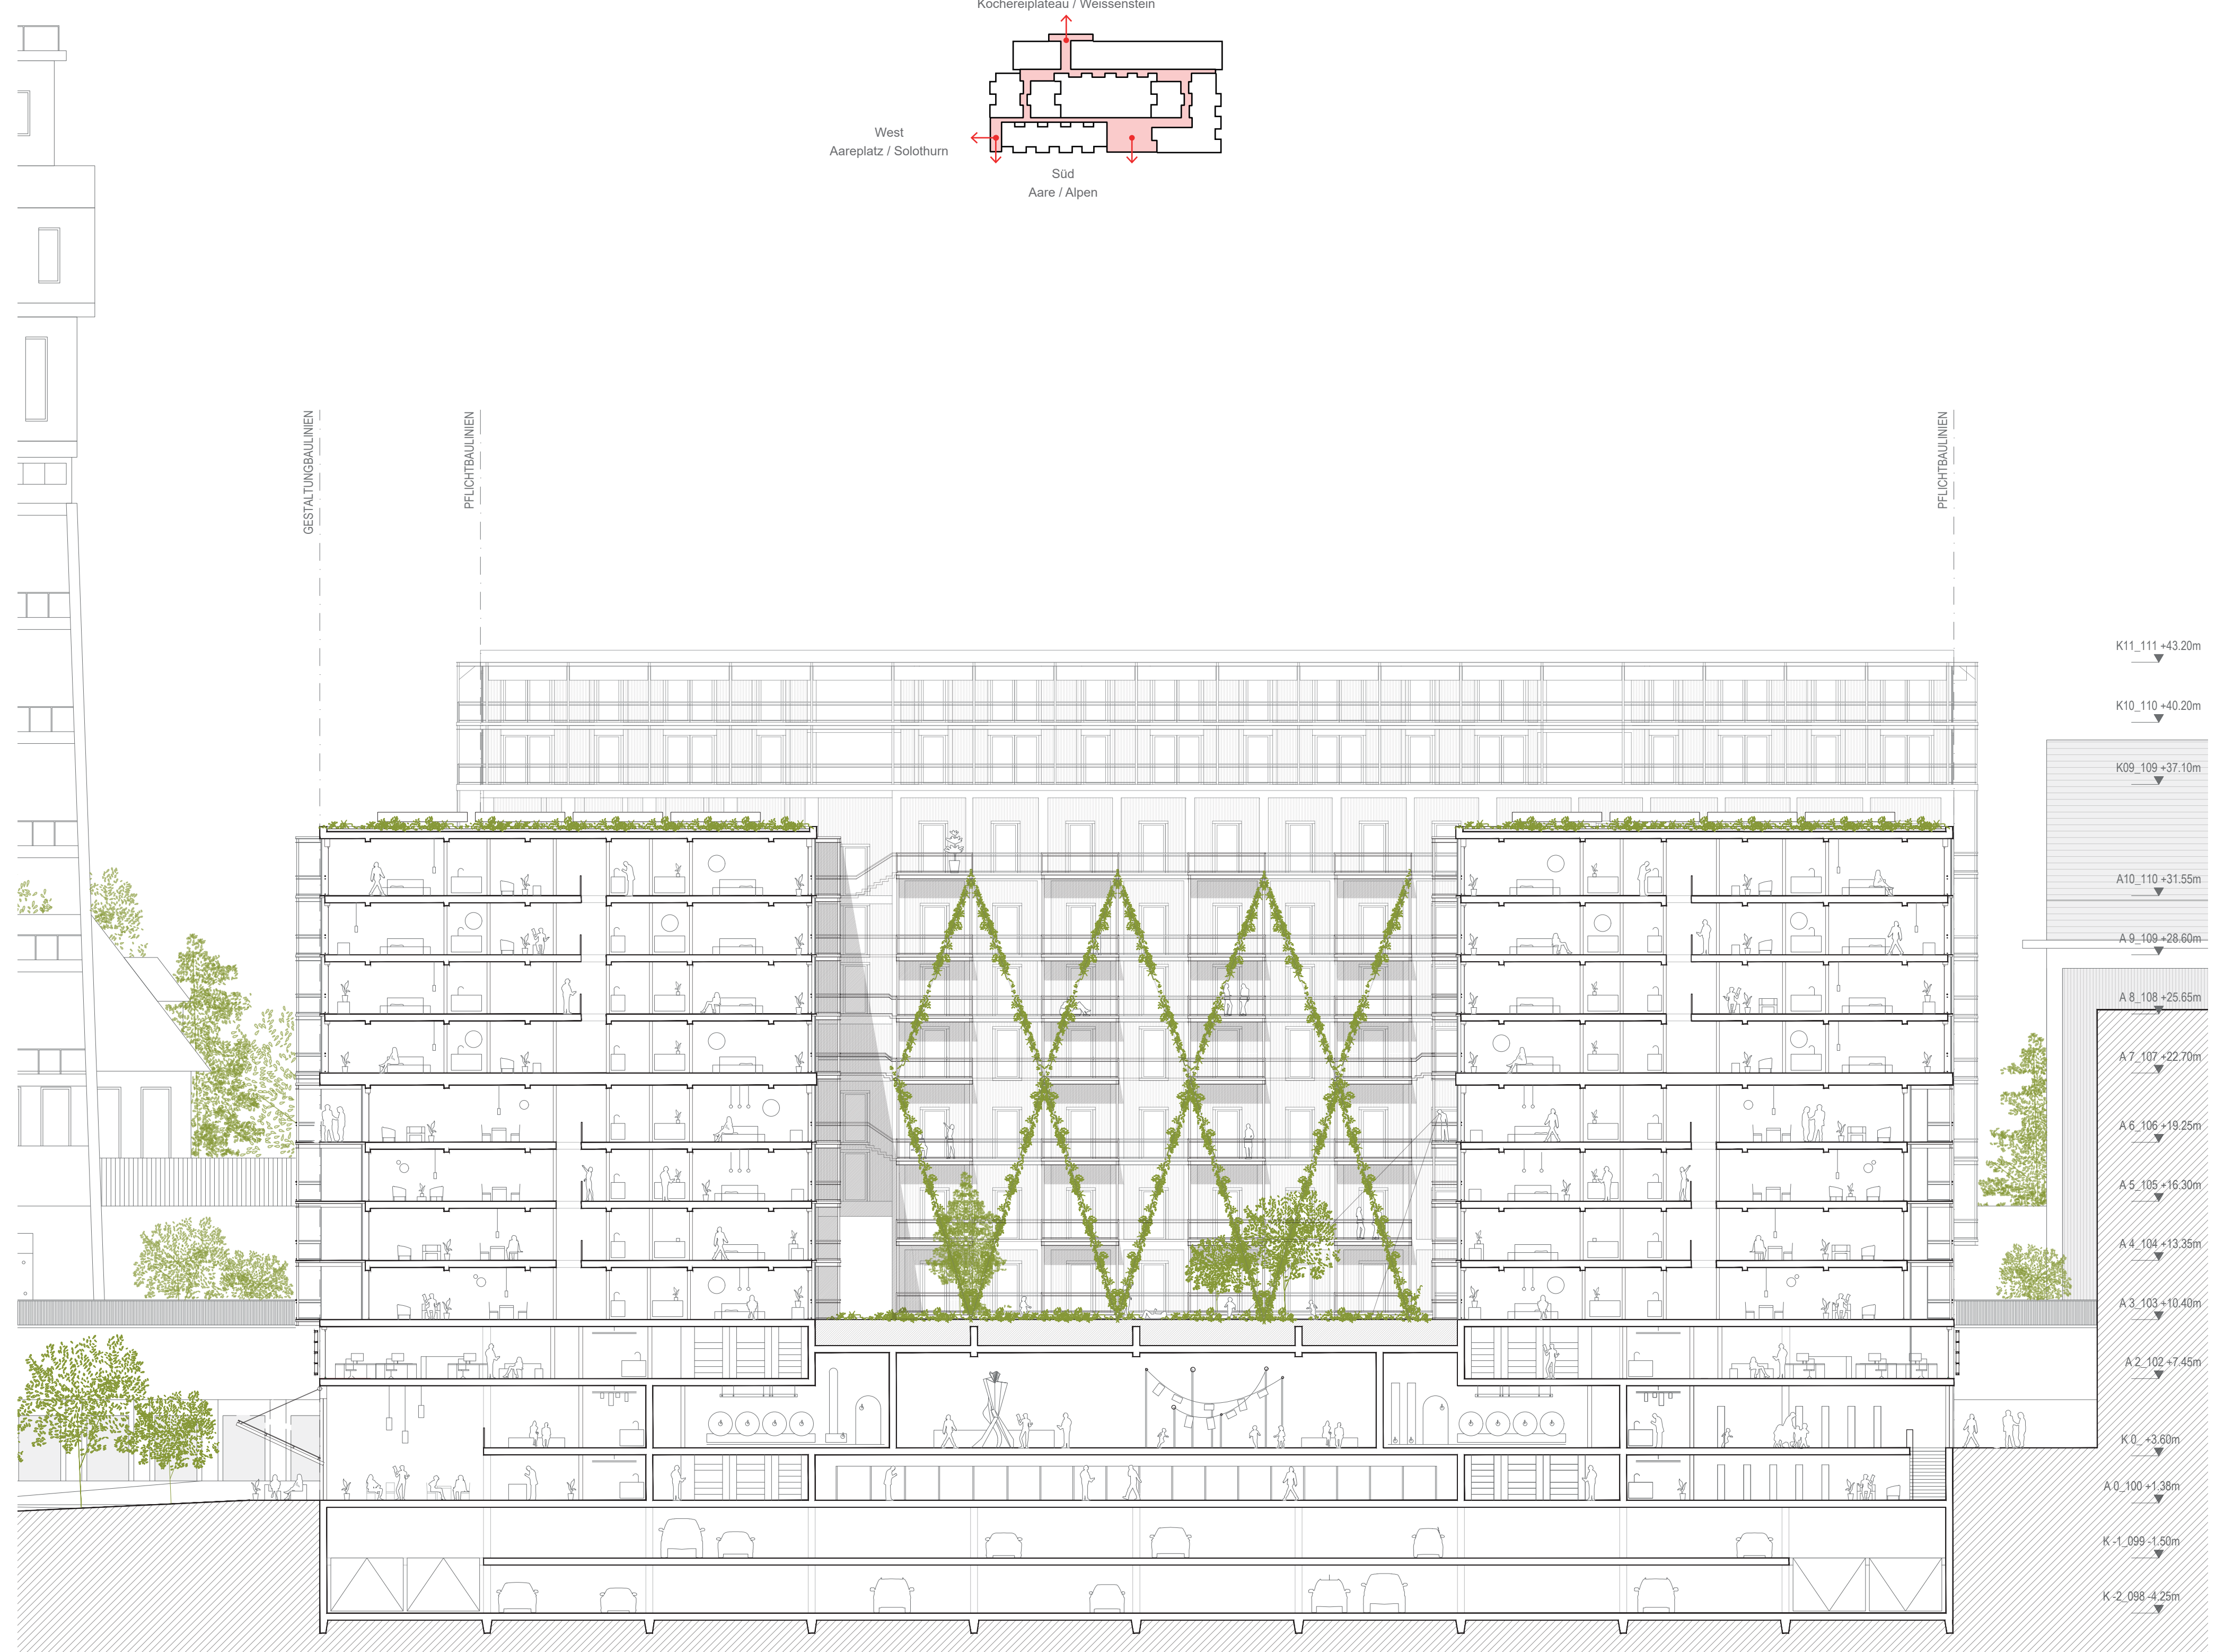 Kochereiplateau / Weissenstein
West
Aareplatz / Solothurn
Süd
Aare / Alpen
GESTALTUNGBAULINIEN
PFLICHTBAULINIEN
PFLICHTBAULINIEN
K11_111 +43.20m
K10_110 +40.20m
K09_109 +37.10m
A10_110 +31.55m
A 9_109 +28.60m
A 8_108 +25.65m
A 7_107 +22.70m
A 6_106 +19.25m
A 5_105 +16.30m
A 4_104 +13.35m
A 3_103 +10.40m
A 2_102 +7.45m
K 0_ +3.60m
A 0_100 +1.38m
K -1_099 -1.50m
K -2_098 -4.25m